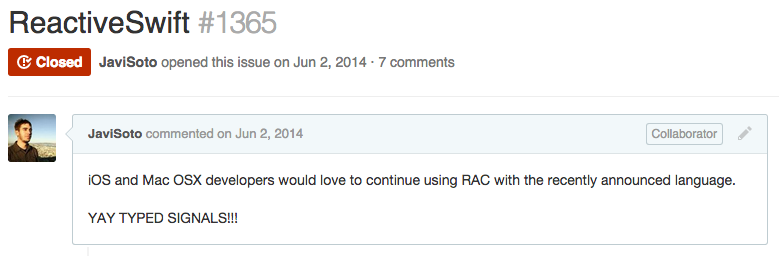 ReactiveSwift #1365
Closed JaviSoto opened this issue on Jun 2, 2014 · 7 comments
JaviSoto commented on Jun 2, 2014 Collaborator
iOS and Mac OSX developers would love to continue using RAC with the recently announced language.
YAY TYPED SIGNALS!!!